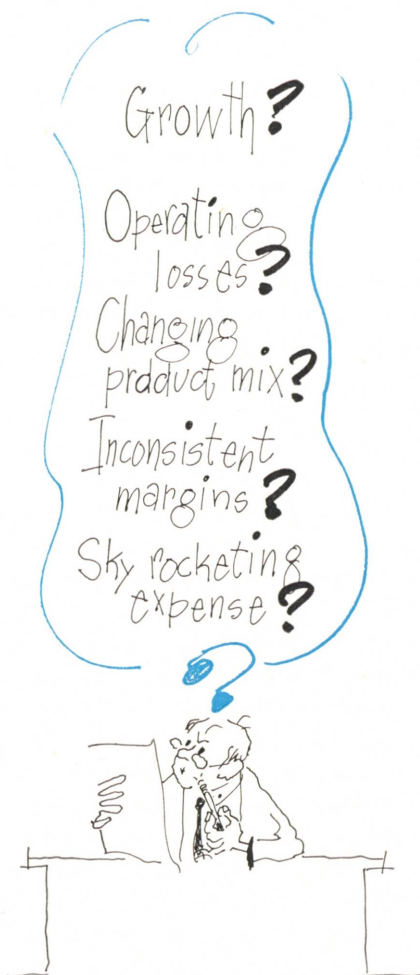 Growth?
Operating
losses?
Changing
product mix?
Inconsistent
margins?
Sky rocketing
expense?
?